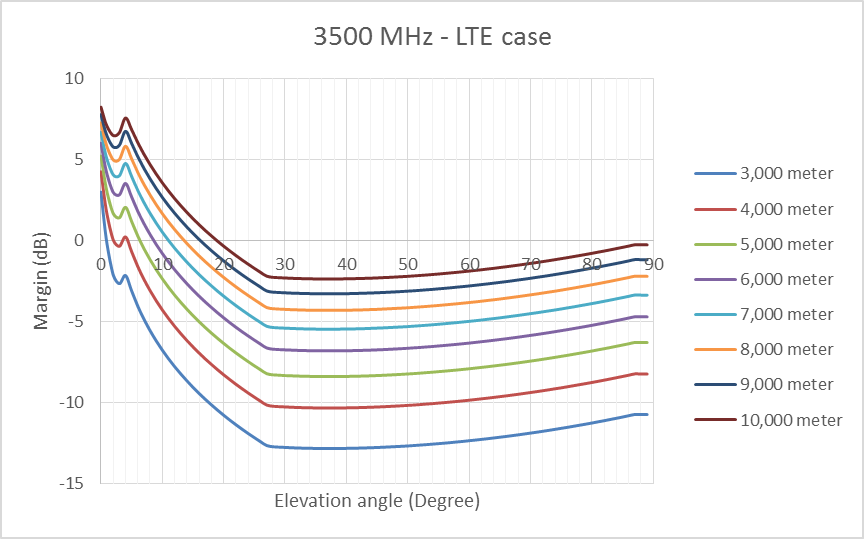 3500 MHz - LTE case
10
5
0
-5
-10
-15
Margin (dB)
0 10 20 30 40 50 60 70 80 90
Elevation angle (Degree)
3,000 meter
4,000 meter
5,000 meter
6,000 meter
7,000 meter
8,000 meter
9,000 meter
10,000 meter